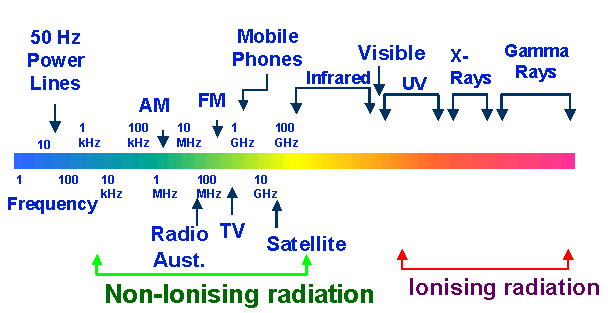 50 Hz
Power
Lines
AM
FM
Mobile
Phones
Infrared
Visible
UV
X-
Rays
Gamma
Rays
10
1
kHz
100
kHz
10
MHz
1
GHz
100
GHz
1
100
10
kHz
1
MHz
100
MHz
10
GHz
Frequency
Radio
Aust.
TV
Satellite
Non-Ionising radiation
Ionising radiation